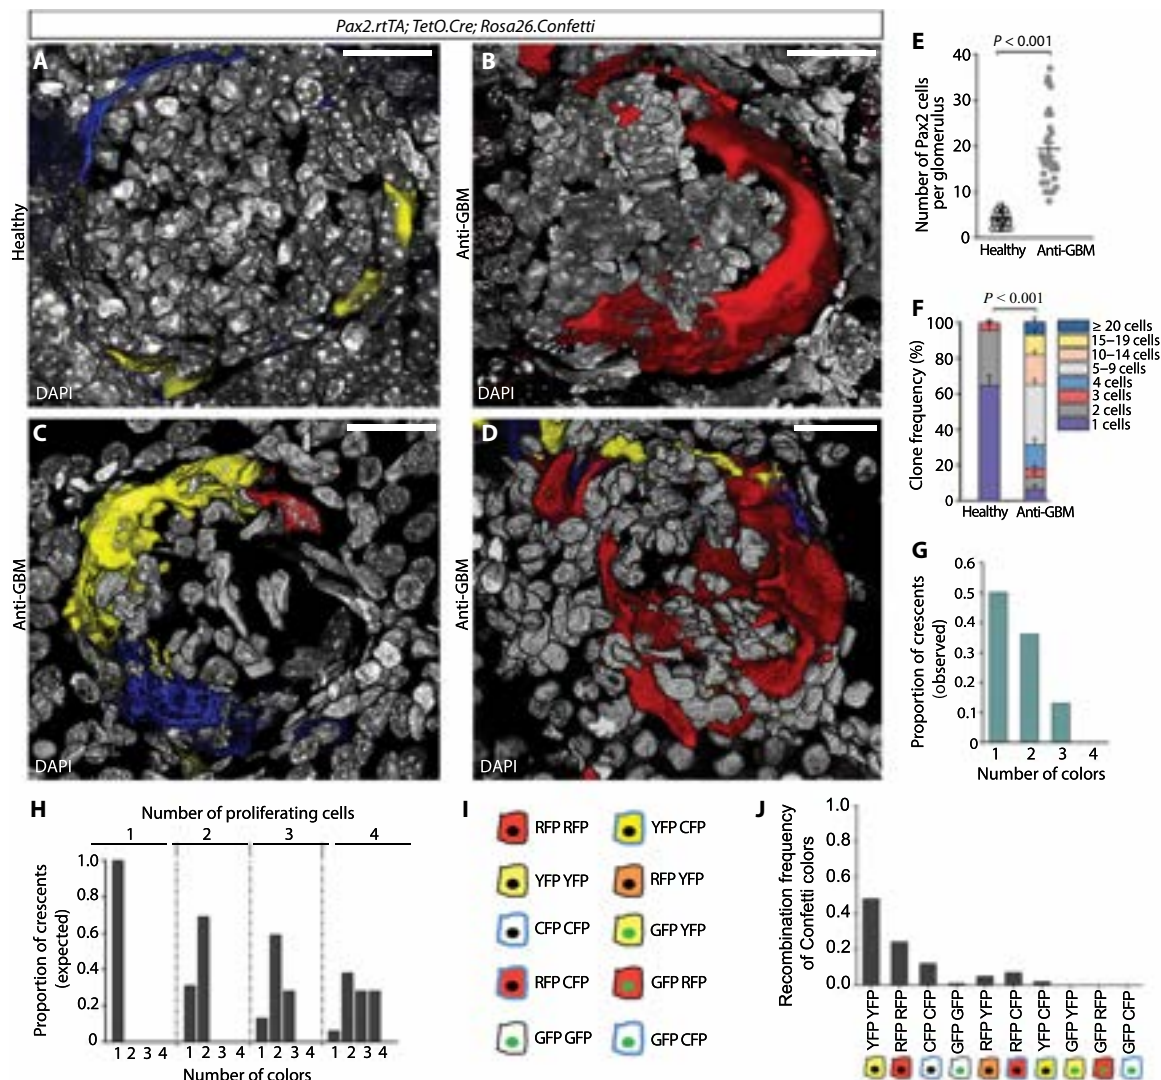 Pax2.rtTA; TetO.Cre; Rosa26.Confetti
A
Healthy
DAPI
B
Anti-GBM
DAPI
C
Anti-GBM
DAPI
D
Anti-GBM
DAPI
E
P < 0.001
Number of Pax2 cells
per glomerulus
40
30
20
10
0
Healthy Anti-GBM
F
P < 0.001
Clone frequency (%)
100
80
60
40
20
0
Healthy Anti-GBM
≥ 20 cells
15–19 cells
10–14 cells
5–9 cells
4 cells
3 cells
2 cells
1 cells
G
Proportion of crescents
(observed)
0.6
0.5
0.4
0.3
0.2
0.1
0
1 2 3 4
Number of colors
H
Number of proliferating cells
1 2 3 4
Proportion of crescents
(expected)
1.0
0.8
0.6
0.4
0.2
0
1 2 3 4 1 2 3 4 1 2 3 4 1 2 3 4
Number of colors
I
RFP RFP YFP CFP
YFP YFP RFP YFP
CFP CFP GFP YFP
RFP CFP GFP RFP
GFP GFP GFP CFP
J
Recombination frequency
of Confetti colors
1.0
0.8
0.6
0.4
0.2
0.0
YFP YFP
RFP RFP
CFP CFP
GFP GFP
RFP YFP
RFP CFP
YFP CFP
GFP YFP
GFP RFP
GFP CFP